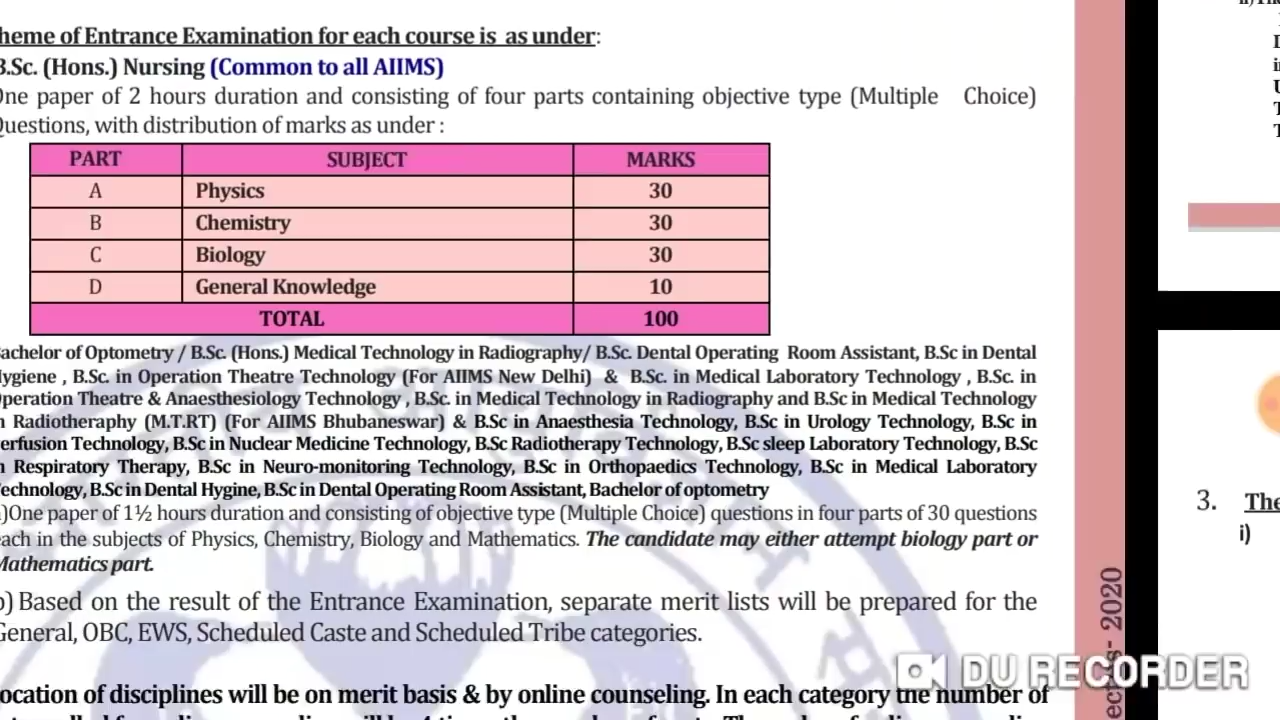 heme of Entrance Examination for each course is as under:
B.Sc. (Hons.) Nursing (Common to all AIIMS)
One paper of 2 hours duration and consisting of four parts containing objective type (Multiple Choice)
Questions, with distribution of marks as under :
PART SUBJECT MARKS
A Physics 30
B Chemistry 30
C Biology 30
D General Knowledge 10
TOTAL 100
Bachelor of Optometry / B.Sc. (Hons.) Medical Technology in Radiography/ B.Sc. Dental Operating Room Assistant, B.Sc in Dental
ygiene , B.Sc. in Operation Theatre Technology (For AIIMS New Delhi) & B.Sc. in Medical Laboratory Technology , B.Sc. in
Operation Theatre & Anaesthesiology Technology , B.Sc. in Medical Technology in Radiography and B.Sc in Medical Technology
n Radiotheraphy (M.T.RT) (For AIIMS Bhubaneswar) & B.Sc in Anaesthesia Technology, B.Sc in Urology Technology, B.Sc in
erfusion Technology, B.Sc in Nuclear Medicine Technology, B.Sc Radiotherapy Technology, B.Sc sleep Laboratory Technology, B.Sc
n Respiratory Therapy, B.Sc in Neuro-monitoring Technology, B.Sc in Orthopaedics Technology, B.Sc in Medical Laboratory
Technology, B.Sc in Dental Hygine, B.Sc in Dental Operating Room Assistant, Bachelor of optometry
a)One paper of 1½ hours duration and consisting of objective type (Multiple Choice) questions in four parts of 30 questions
each in the subjects of Physics, Chemistry, Biology and Mathematics. The candidate may either attempt biology part or
Mathematics part.
b) Based on the result of the Entrance Examination, separate merit lists will be prepared for the
General, OBC, EWS, Scheduled Caste and Scheduled Tribe categories.
ocation of disciplines will be on merit basis & by online counseling. In each category the number of
ectus- 2020
3. The
i)
DU RECORDER